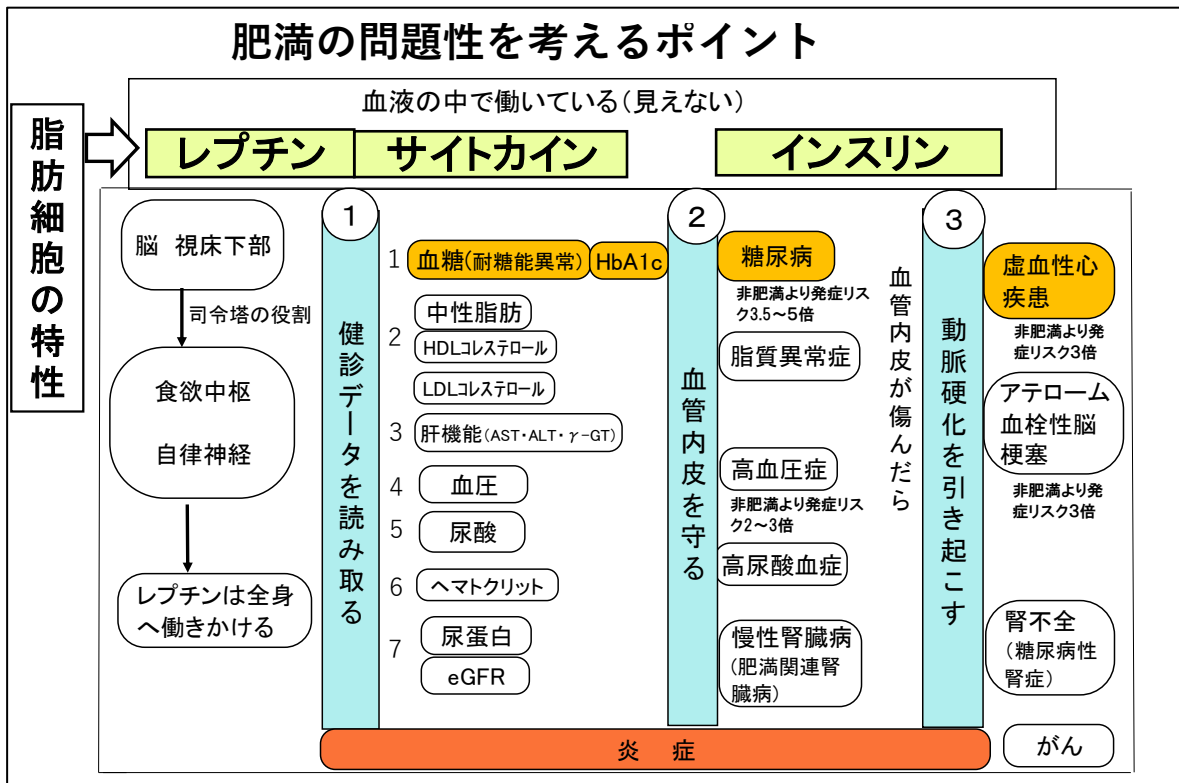 肥満の問題性を考えるポイント
脂肪細胞の特性
血液の中で働いている(見えない)
レプチン
サイトカイン
インスリン
脳 視床下部
司令塔の役割
食欲中枢
自律神経
レプチンは全身
へ働きかける
1
健診データを読み取る
1
血糖(耐糖能異常)
HbA1c
2
中性脂肪
HDLコレステロール
LDLコレステロール
3
肝機能(AST・ALT・γ-GT)
4
血圧
5
尿酸
6
ヘマトクリット
7
尿蛋白
eGFR
2
血管内皮を守る
糖尿病
非肥満より発症リス
ク3.5~5倍
脂質異常症
高血圧症
非肥満より発症リス
ク2~3倍
高尿酸血症
慢性腎臓病
(肥満関連腎
臓病)
血管内皮が傷んだら
3
動脈硬化を引き起こす
虚血性心
疾患
非肥満より発
症リスク3倍
アテローム
血栓性脳
梗塞
非肥満より発
症リスク3倍
腎不全
(糖尿病性
腎症)
がん
炎 症